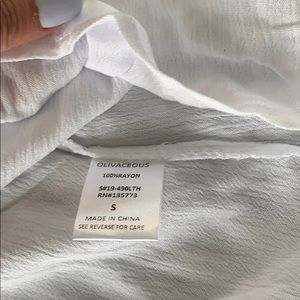 OLIVACEOUS
100%RAYON
S#19-490LTH
RN#135773
S
MADE IN CHINA
SEE REVERSE FOR CARE